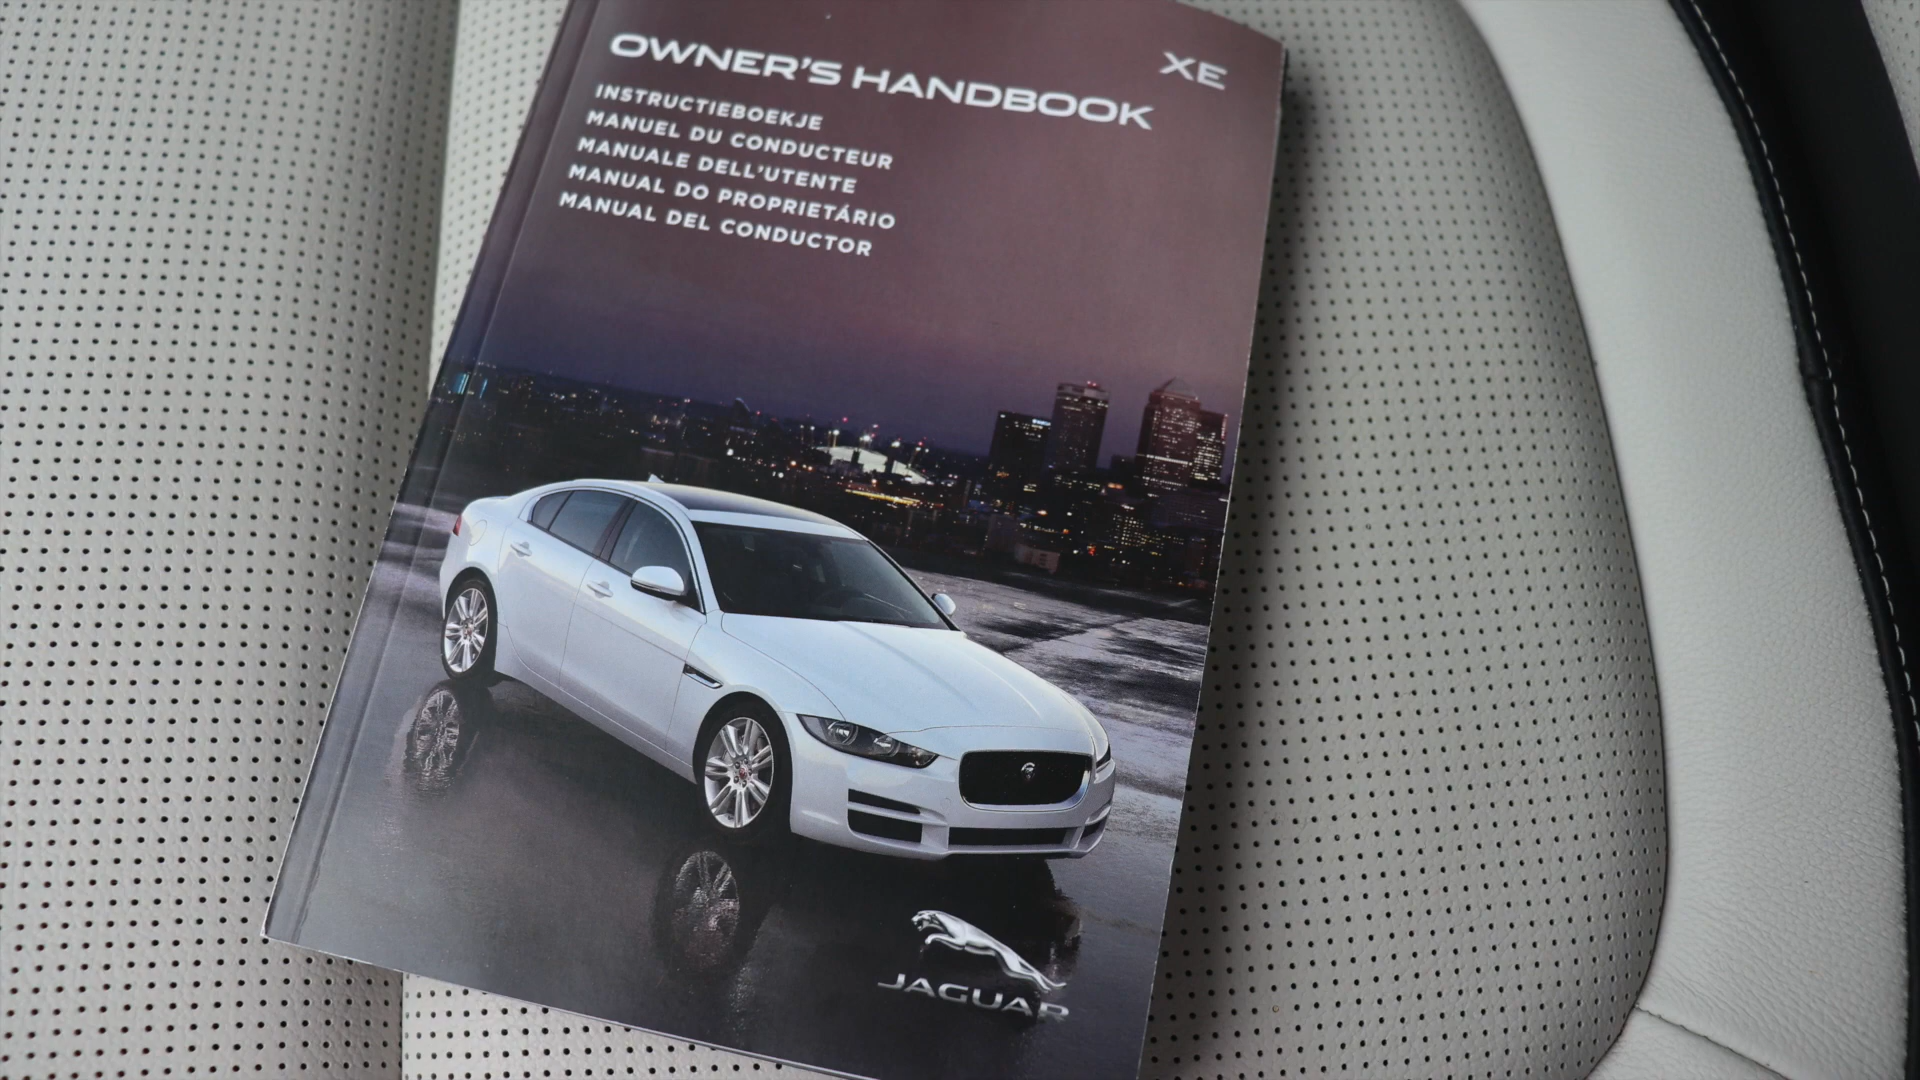 OWNER'S HANDBOOK
XE
INSTRUCTIEBOEKJE
MANUEL DU CONDUCTEUR
MANUALE DELL'UTENTE
MANUAL DO PROPRIETÁRIO
MANUAL DEL CONDUCTOR
JAGUAR